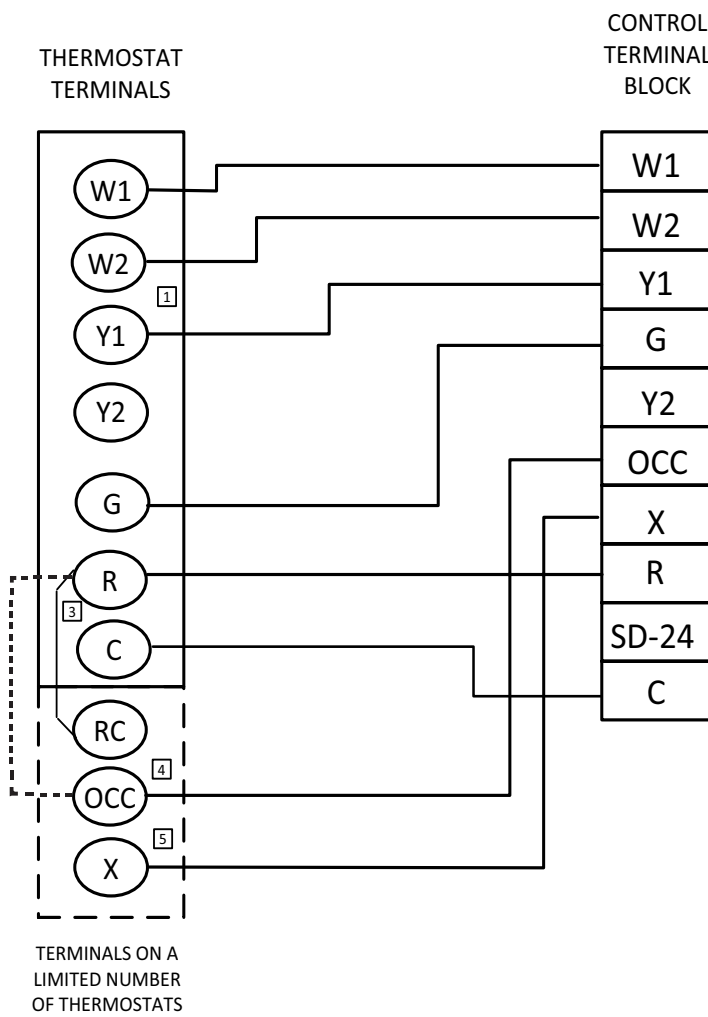 THERMOSTAT
TERMINALS
CONTROL
TERMINAL
BLOCK
W1
W2
1
Y1
Y2
G
R
3
C
RC
4
OCC
5
X
W1
W2
Y1
G
Y2
OCC
X
R
SD-24
C
TERMINALS ON A
LIMITED NUMBER
OF THERMOSTATS